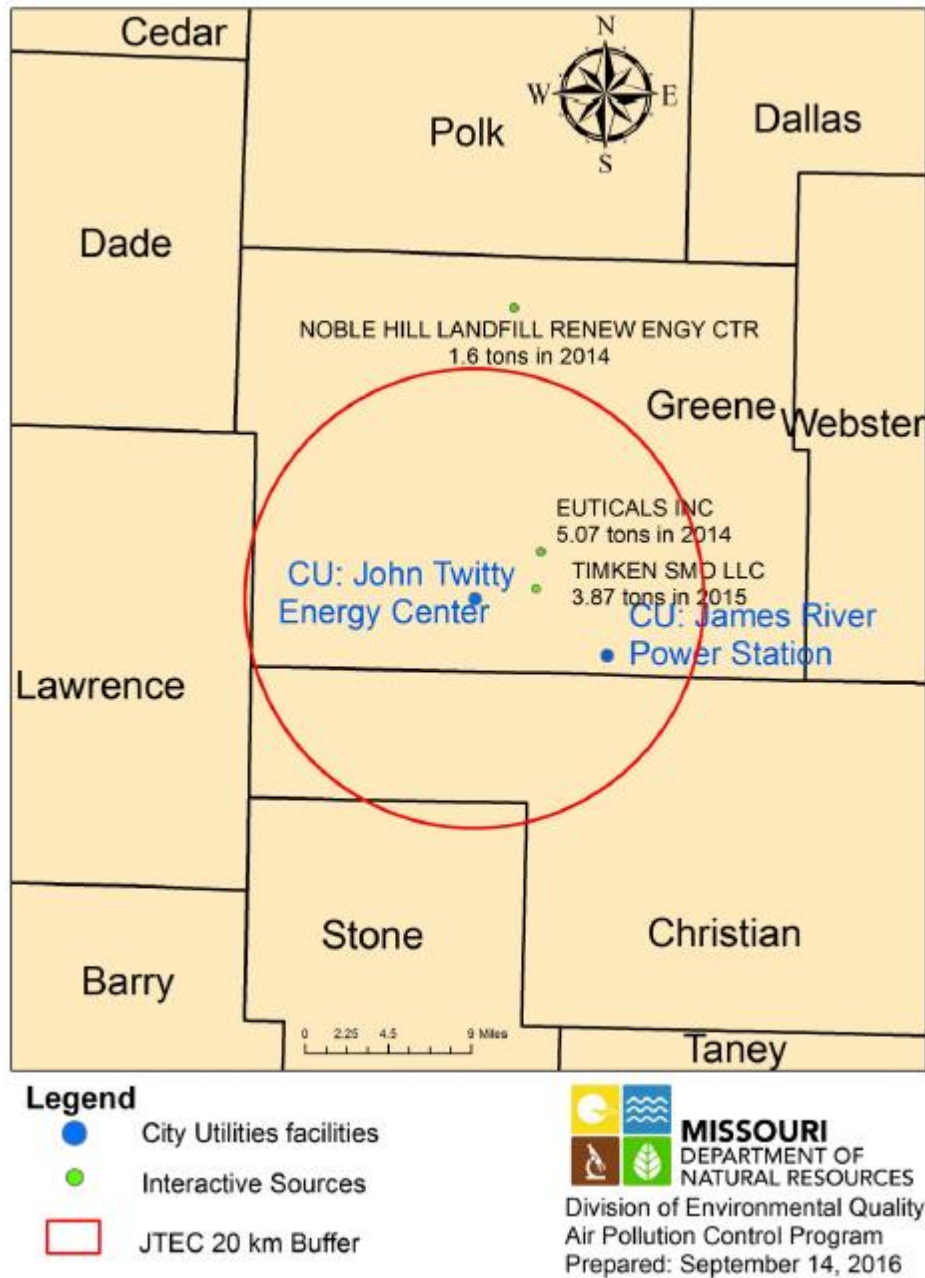 Cedar
N
W E
S
Polk
Dallas
Dade
NOBLE HILL LANDFILL RENEW ENGY CTR
1.6 tons in 2014
Greene
Webster
EUTICALS INC
5.07 tons in 2014
CU: John Twitty
Energy Center
TIMKEN SMO LLC
3.87 tons in 2015
CU: James River
Power Station
Lawrence
Stone
Christian
Barry
0 2.25 4.5 9 Miles
Taney
Legend
City Utilities facilities
Interactive Sources
JTEC 20 km Buffer
MISSOURI
DEPARTMENT OF
NATURAL RESOURCES
Division of Environmental Quality
Air Pollution Control Program
Prepared: September 14, 2016